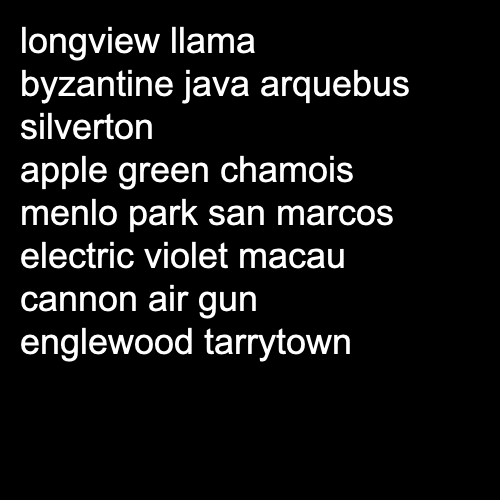 longview llama
byzantine java arquebus
silverton
apple green chamois
menlo park san marcos
electric violet macau
cannon air gun
englewood tarrytown